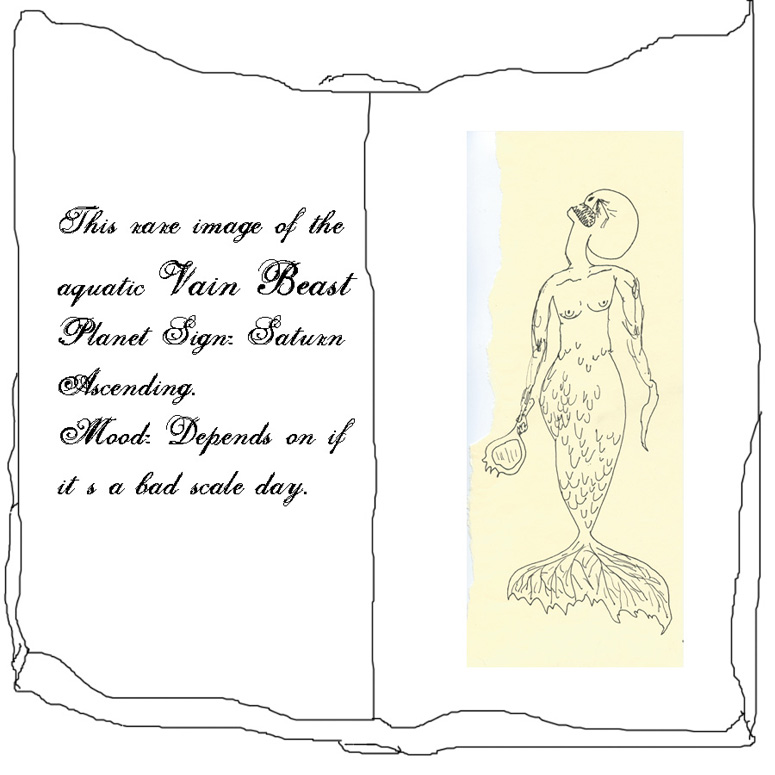 This rare image of the
aquatic Vain Beast
Planet Sign: Saturn
Ascending.
Mood: Depends on if
it s a bad scale day.